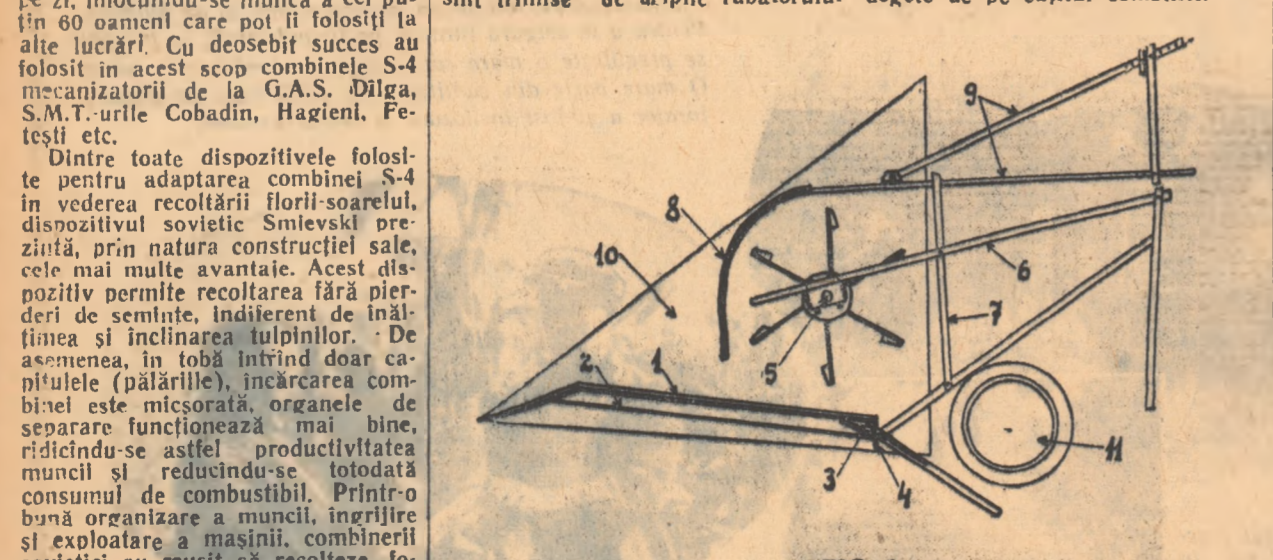 pe zi, înlocuindu-se munca a cel pu-
țin 60 oameni care pot fi folosiți la
alte lucrări. Cu deosebit succes au
folosit în acest scop combinele S-4
mecanizatorii de la G.A.S. Dîlga,
S.M.T.-urile Cobadin, Hagieni, Fe-
tești etc.
Dintre toate dispozitivele folosi-
te pentru adaptarea combinei S-4
în vederea recoltării florii-soarelui,
dispozitivul sovietic Smievski pre-
zintă, prin natura construcției sale,
cele mai multe avantaje. Acest dis-
pozitiv permite recoltarea fără pier-
deri de semințe, indiferent de înăl-
țimea și înclinarea tulpinilor. De
asemenea, în tobă intrînd doar ca-
pitulele (pălăriile), încărcarea com-
binei este micșorată, organele de
separare funcționează mai bine,
ridicîndu-se astfel productivitatea
muncii și reducîndu-se totodată
consumul de combustibil. Printr-o
bună organizare a muncii, îngrijire
și exploatare a mașinii, combinerii
sînt trimise de aripile rabatorului
9
8
10
6
7
5
2 1
3
4
11